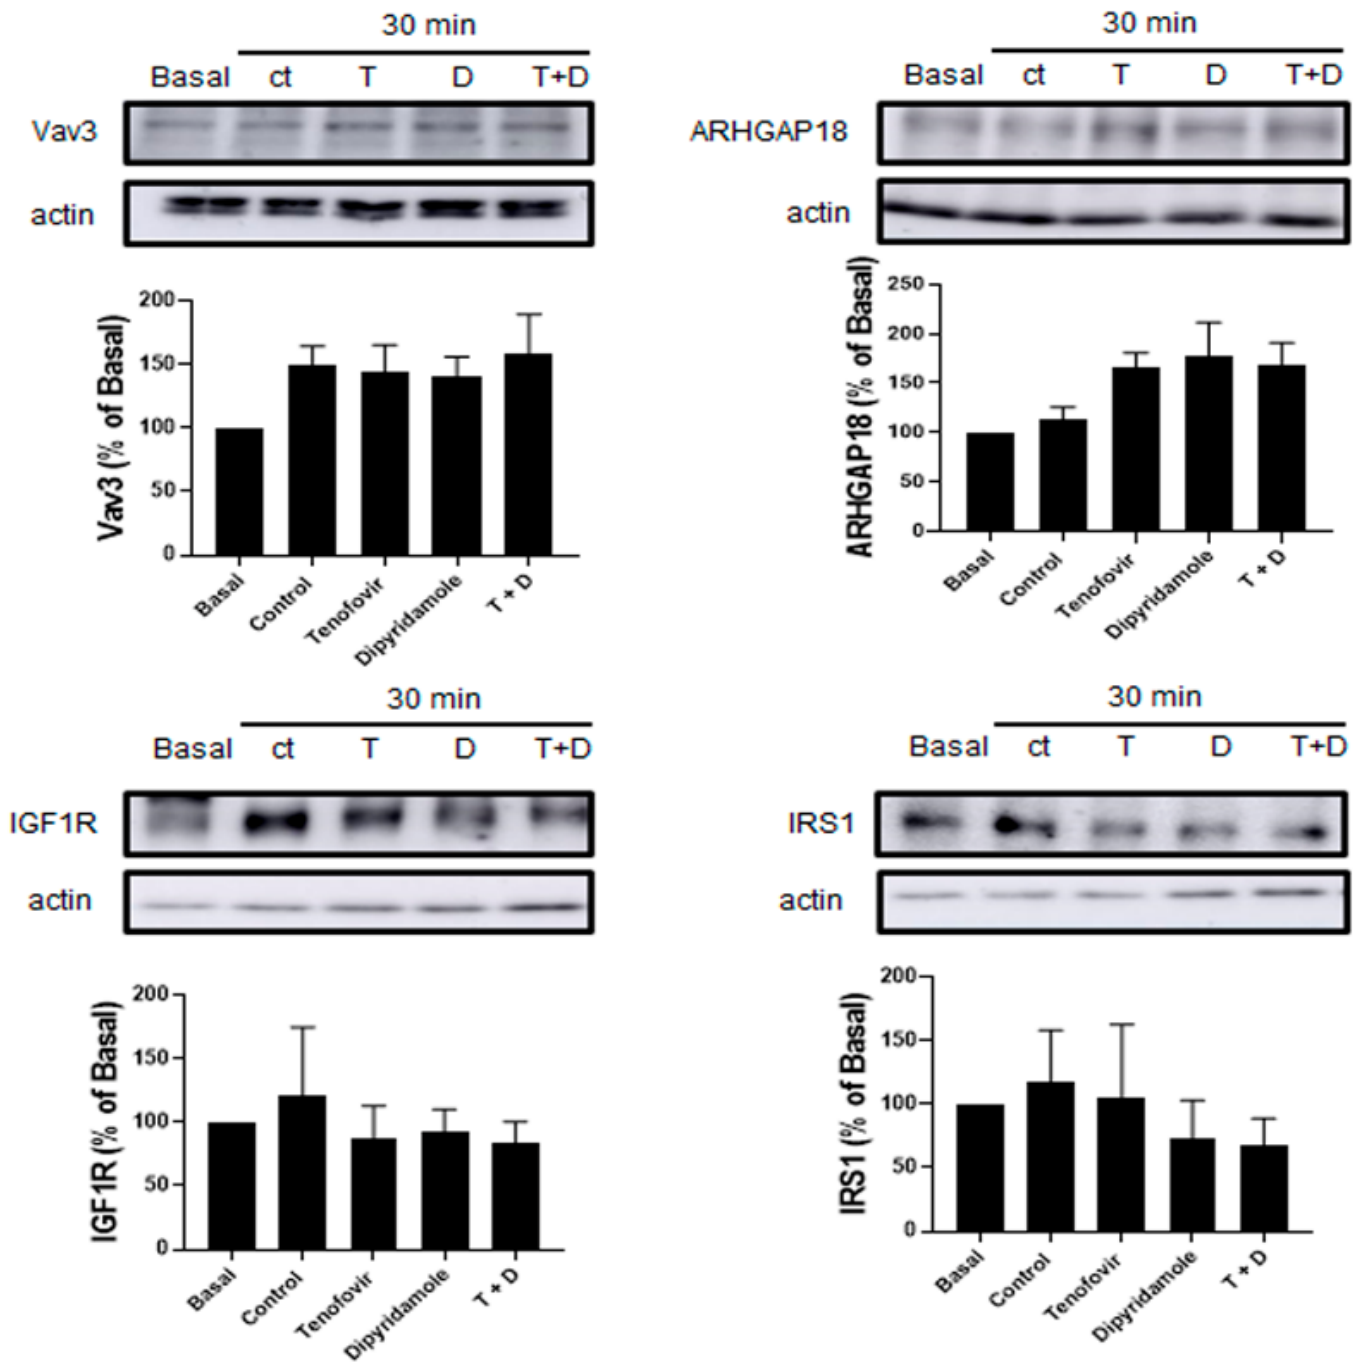 30 min
Basal ct T D T+D
Vav3
actin
Vav3 (% of Basal)
200
150
100
50
0
Basal
Control
Tenofovir
Dipyridamole
T + D
30 min
Basal ct T D T+D
ARHGAP18
actin
ARHGAP18 (% of Basal)
250
200
150
100
50
0
Basal
Control
Tenofovir
Dipyridamole
T + D
30 min
Basal ct T D T+D
IGF1R
actin
IGF1R (% of Basal)
200
150
100
50
0
Basal
Control
Tenofovir
Dipyridamole
T + D
30 min
Basal ct T D T+D
IRS1
actin
IRS1 (% of Basal)
200
150
100
50
0
Basal
Control
Tenofovir
Dipyridamole
T + D